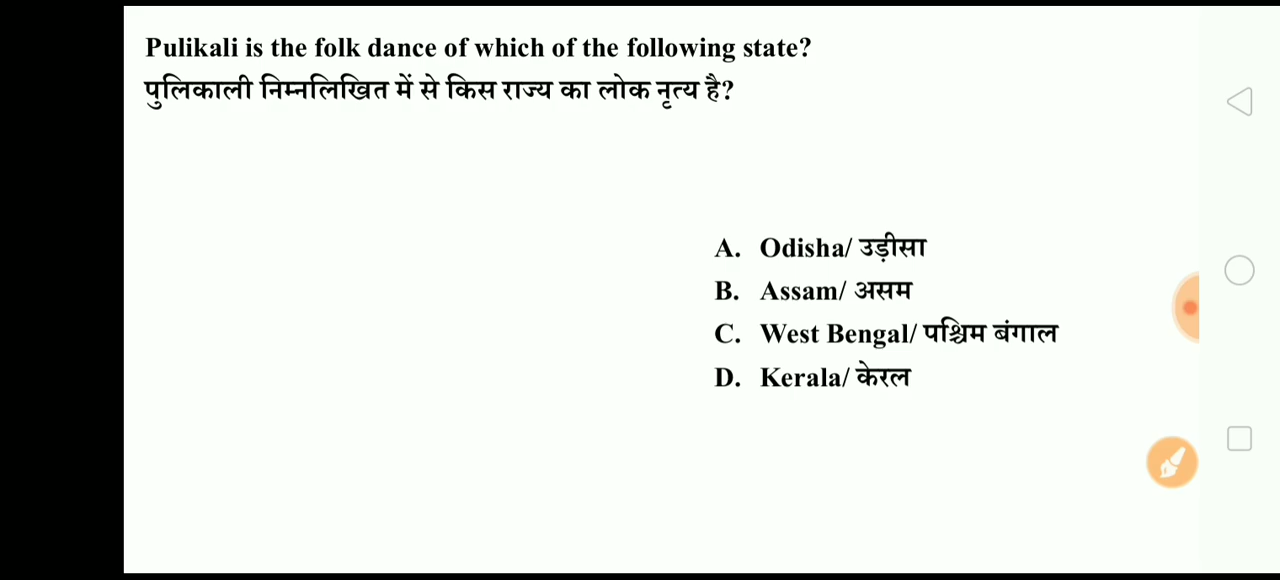 Pulikali is the folk dance of which of the following state?
पुलिकाली निम्नलिखित में से किस राज्य का लोक नृत्य है?
A. Odisha/ उड़ीसा
B. Assam/ असम
C. West Bengal/ पश्चिम बंगाल
D. Kerala/ केरल